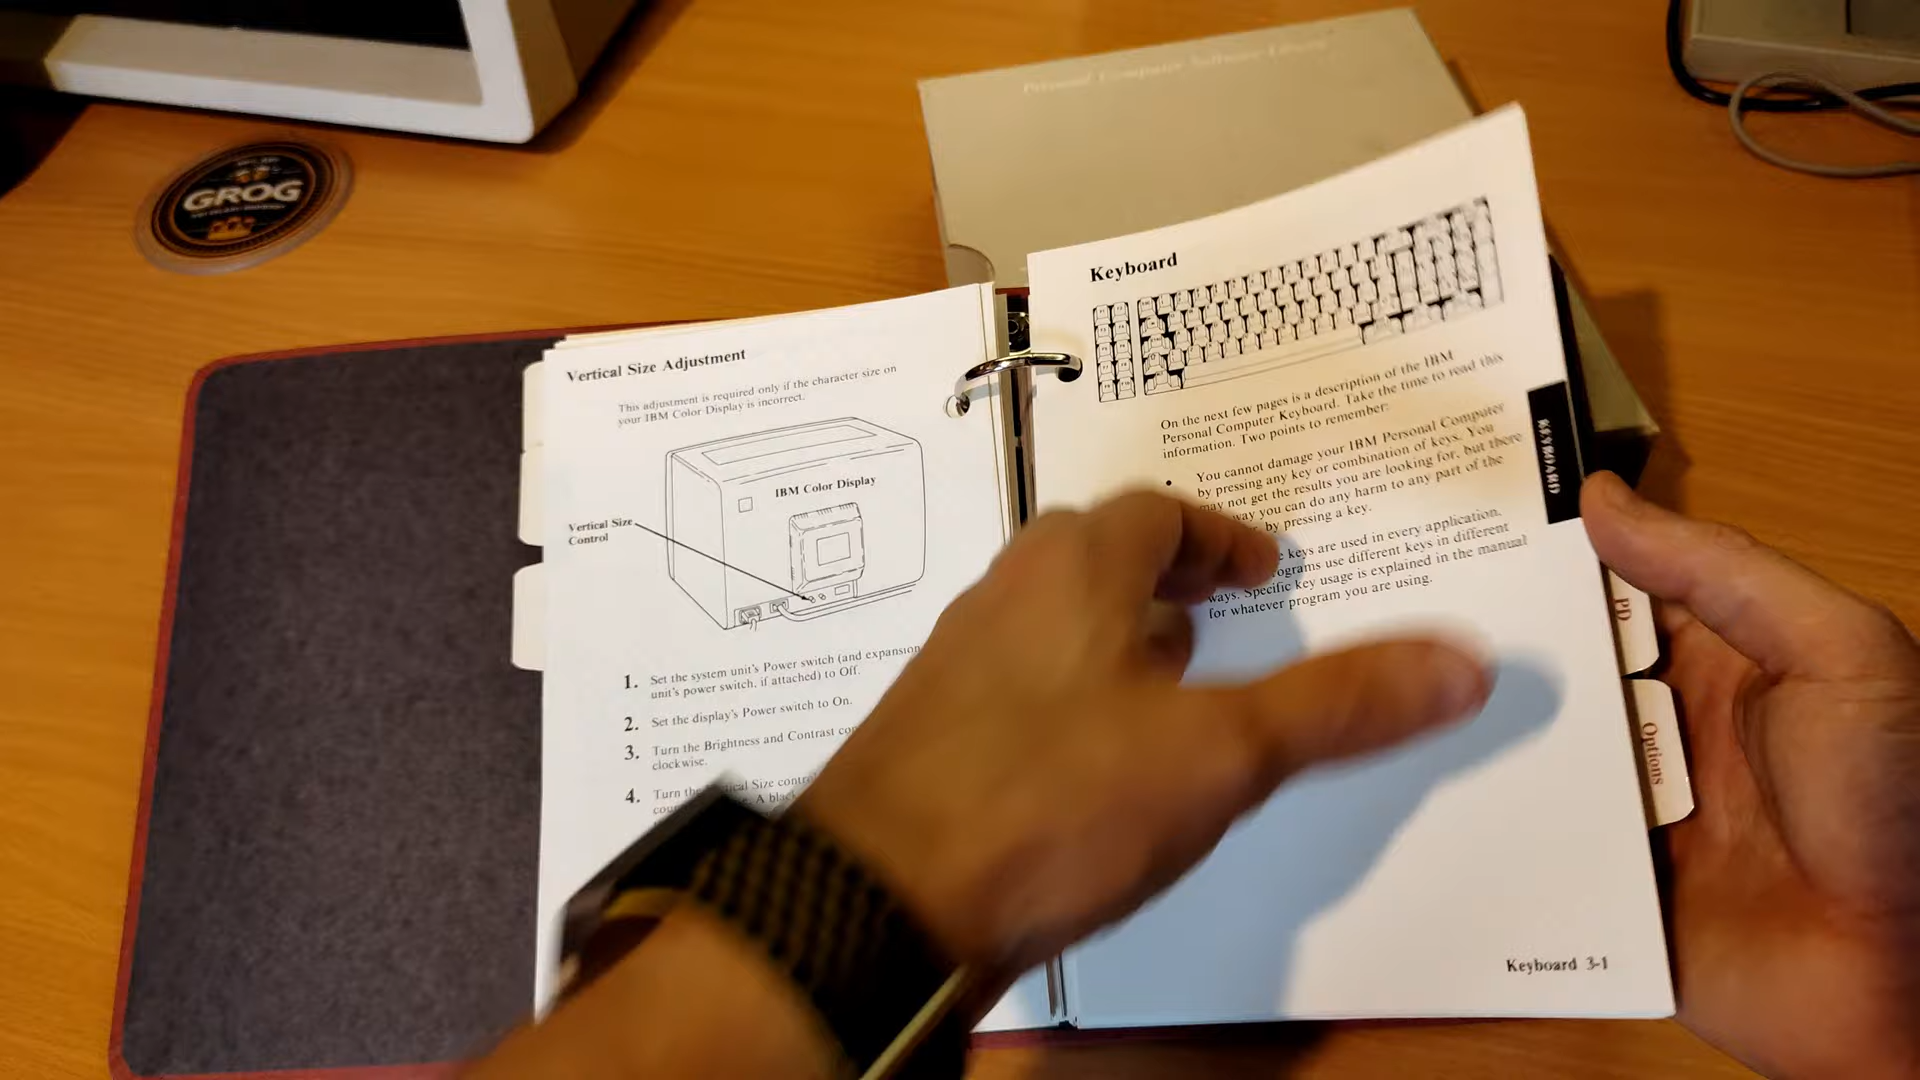 Personal Computer Software Library
GROG
Vertical Size Adjustment
This adjustment is required only if the character size on
your IBM Color Display is incorrect.
IBM Color Display
Vertical Size
Control
1. Set the system unit's Power switch (and expansion
unit's power switch, if attached) to Off.
2. Set the display's Power switch to On.
3. Turn the Brightness and Contrast
clockwise.
4. Turn the Size
A black
Keyboard
On the next few pages is a description of the IBM
Personal Computer Keyboard. Take the time to read this
information. Two points to remember:
• You cannot damage your IBM Personal Computer
by pressing any key or combination of keys. You
may not get the results you are looking for, but there
way you can do any harm to any part of the
by pressing a key.
keys are used in every application.
use different keys in different
ways. Specific key usage is explained in the manual
for whatever program you are using.
Keyboard 3-1
KEYBOARD
PD
Options